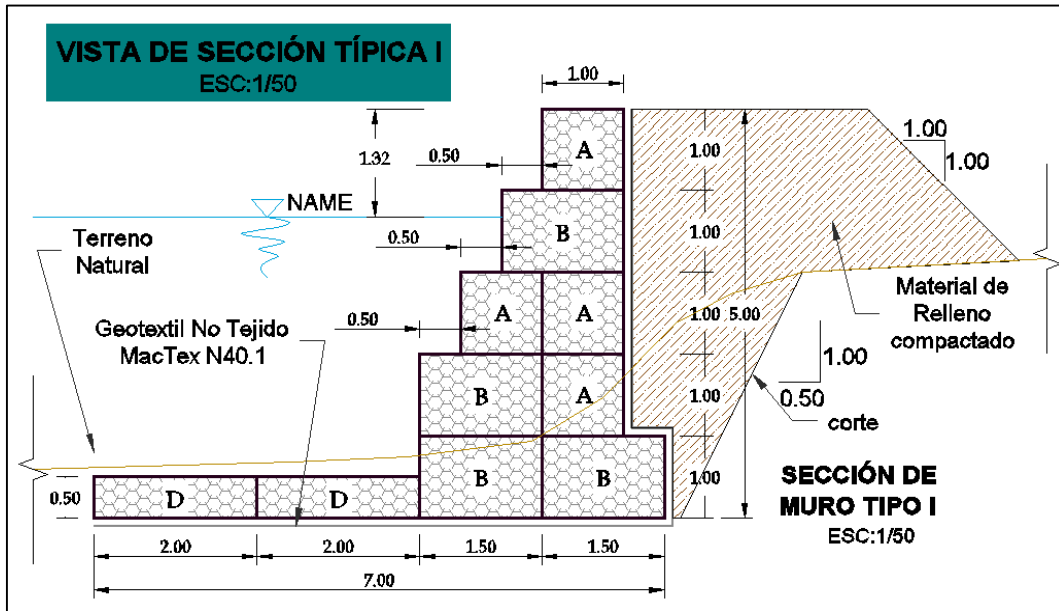 VISTA DE SECCIÓN TÍPICA I
ESC:1/50
1.00
1.32
0.50
A
1.00
1.00
1.00
NAME
B
1.00
0.50
Terreno
Natural
Material de
Relleno
compactado
0.50
A
A
1.00
5.00
Geotextil No Tejido
MacTex N40.1
1.00
0.50
B
A
1.00
corte
0.50
D
D
B
B
1.00
SECCIÓN DE
MURO TIPO I
ESC:1/50
2.00
2.00
1.50
1.50
7.00